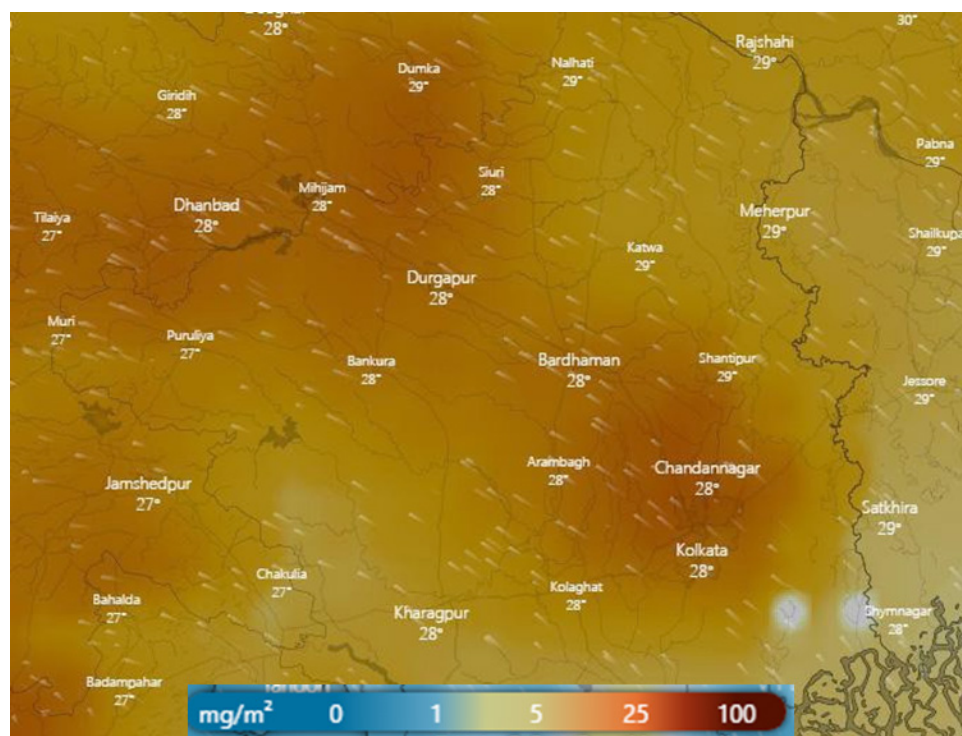 28°
30°
Rajshahi
29°
Dumka
29°
Nalhati
29°
Giridih
28°
Pabna
29°
Siuri
28°
Mihijam
28°
Dhanbad
28°
Tilaiya
27°
Meherpur
29°
Shailkupa
29°
Katwa
29°
Durgapur
28°
Muri
27°
Puruliya
27°
Bankura
28°
Bardhaman
28°
Shantipur
29°
Jessore
29°
Arambagh
28°
Chandannagar
28°
Jamshedpur
27°
Satkhira
29°
Kolkata
28°
Chakulia
27°
Kolaghat
28°
Bahalda
27°
Kharagpur
28°
Shymnagar
28°
Badampahar
27°
mg/m² 0 1 5 25 100